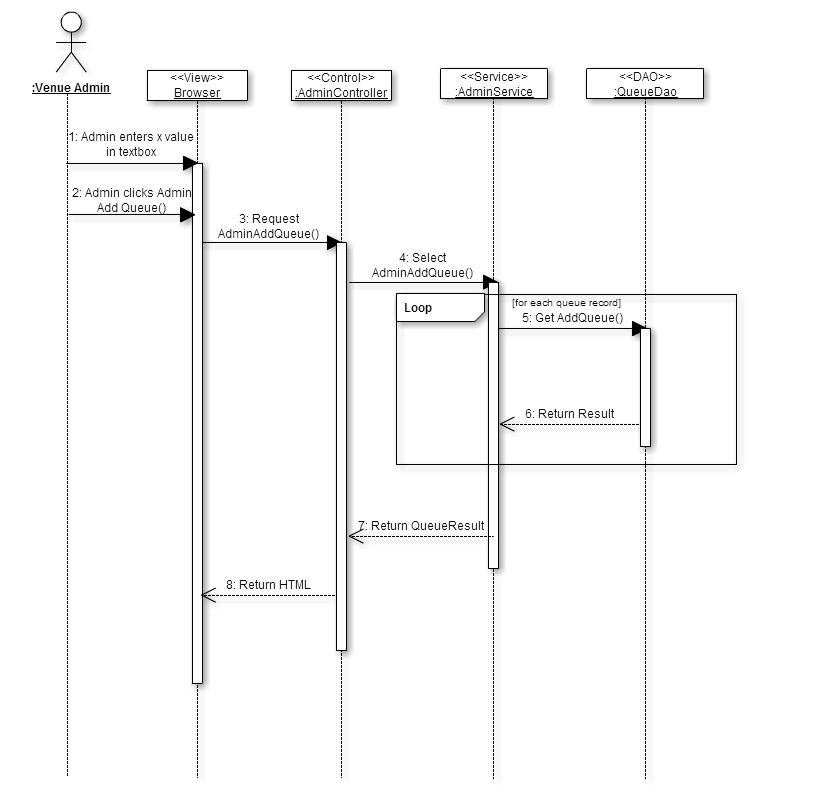 :Venue Admin
<<View>>
Browser
<<Control>>
:AdminController
<<Service>>
:AdminService
<<DAO>>
:QueueDao
1: Admin enters x value
in textbox
2: Admin clicks Admin
Add Queue()
3: Request
AdminAddQueue()
4: Select
AdminAddQueue()
Loop
[for each queue record]
5: Get AddQueue()
6: Return Result
7: Return QueueResult
8: Return HTML